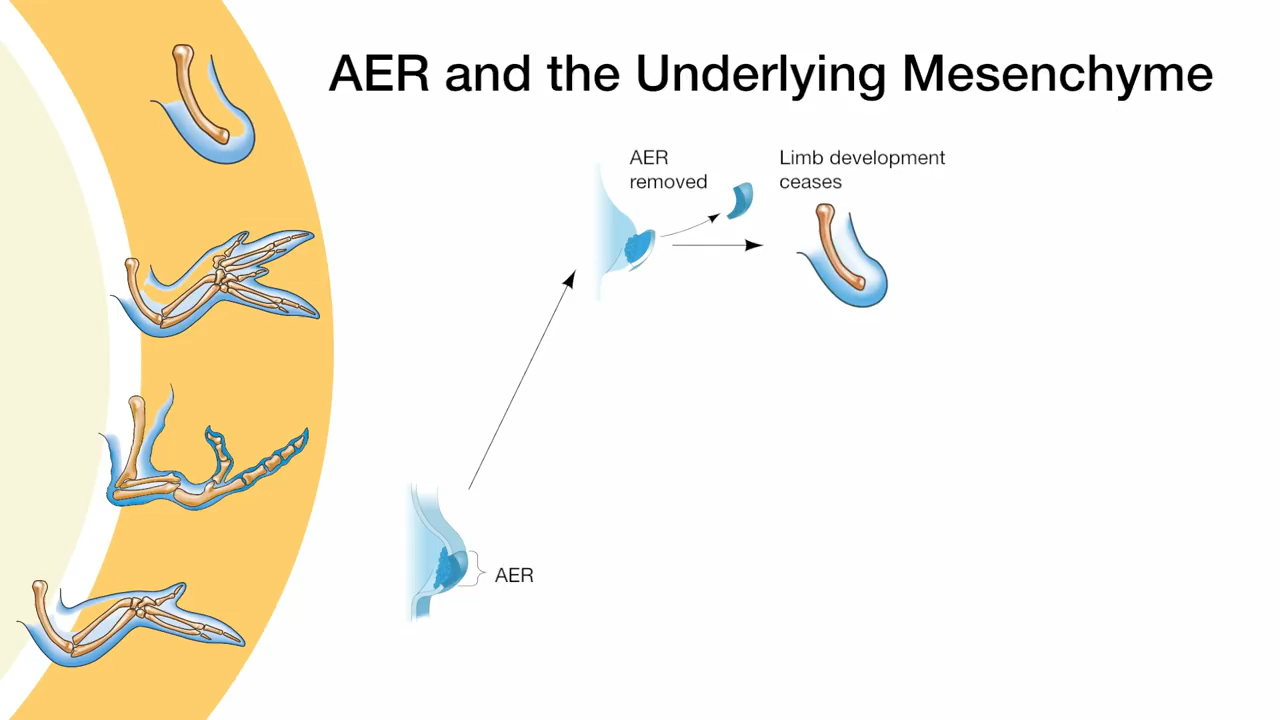 AER and the Underlying Mesenchyme
AER
removed
Limb development
ceases
AER